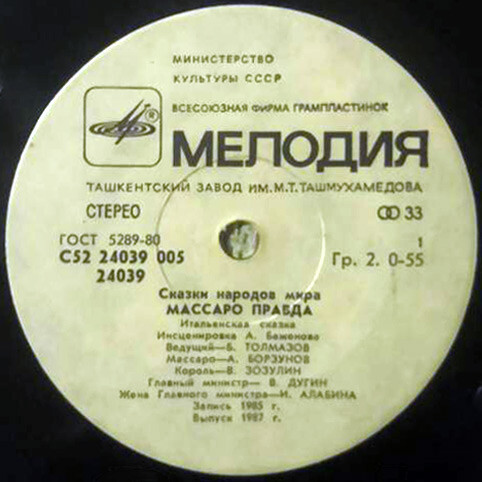 МИНИСТЕРСТВО
КУЛЬТУРЫ СССР
ВСЕСОЮЗНАЯ ФИРМА ГРАМПЛАСТИНОК
®
МЕЛОДИЯ
ТАШКЕНТСКИЙ ЗАВОД ИМ.М.Т.ТАШМУХАМЕДОВА
СТЕРЕО 33
ГОСТ 5289-80 1
С52 24039 005 Гр. 2. 0-55
24039
Сказки народов мира
МАССАРО ПРАВДА
Итальянская сказка
Инсценировка А. Баженово
Ведущий—Б. ТОЛМАЗОВ
Массаро—А. БОРЗУНОВ
Король—В. ЗОЗУЛИН
Главный министр— В. ДУГИН
Жена Главного министра—И. АЛАБИНА
Запись 1985 г.
Выпуск 1987 г.